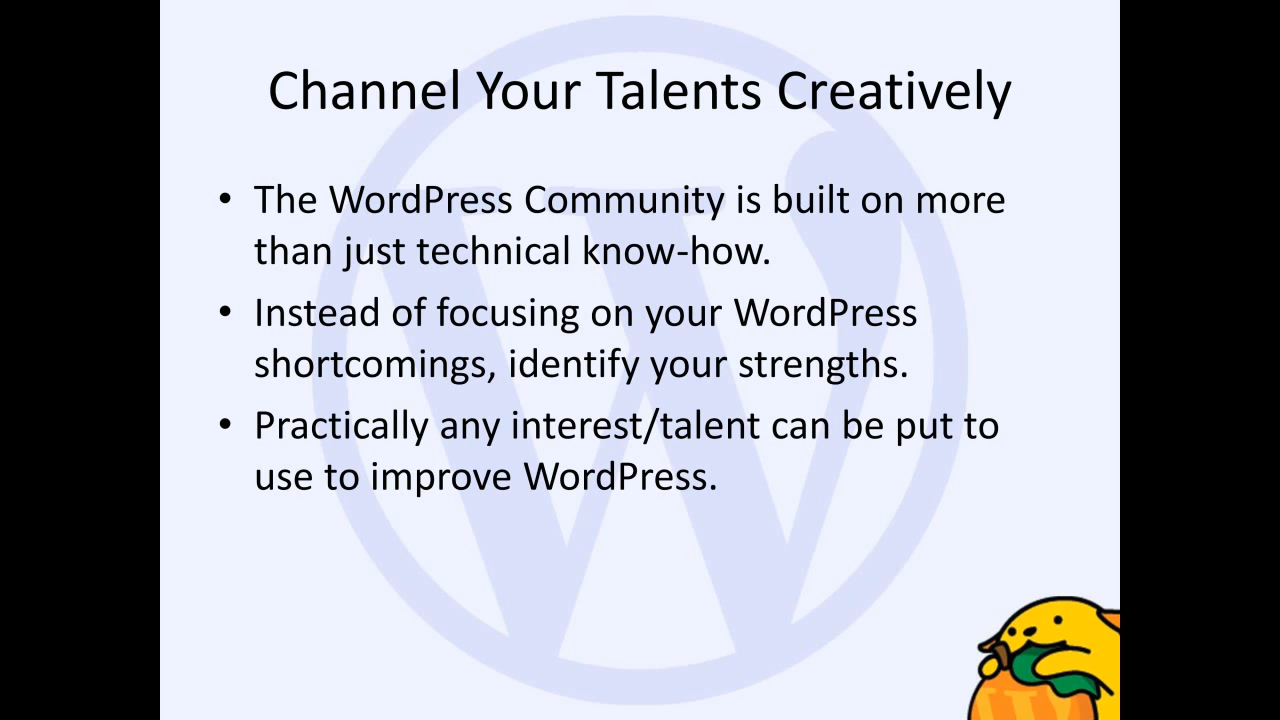 Channel Your Talents Creatively
• The WordPress Community is built on more
than just technical know-how.
• Instead of focusing on your WordPress
shortcomings, identify your strengths.
• Practically any interest/talent can be put to
use to improve WordPress.